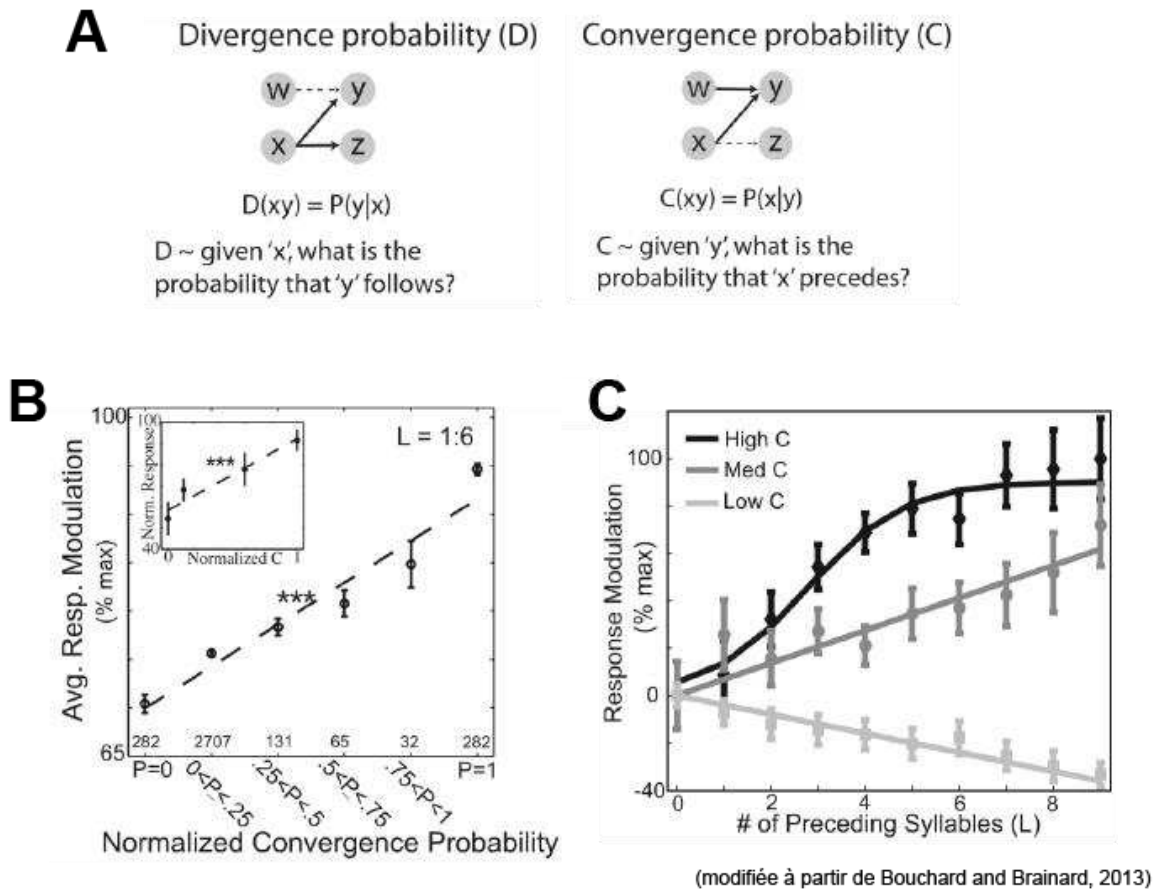 A
Divergence probability (D)
w y
x z
D(xy) = P(y|x)
D ~ given 'x', what is the
probability that 'y' follows?
Convergence probability (C)
w y
x z
C(xy) = P(x|y)
C ~ given 'y', what is the
probability that 'x' precedes?
B
Avg. Resp. Modulation
(% max)
100
65
L = 1:6
Norm. Response
100
40
***
0 1
Normalized C
***
282 2707 131 65 32 282
P=0 0<P<.25 .25<P<.5 .5<P<.75 .75<P<1 P=1
Normalized Convergence Probability
C
Response Modulation
(% max)
100
0
-40
High C
Med C
Low C
0 2 4 6 8
# of Preceding Syllables (L)
(modifiée à partir de Bouchard and Brainard, 2013)